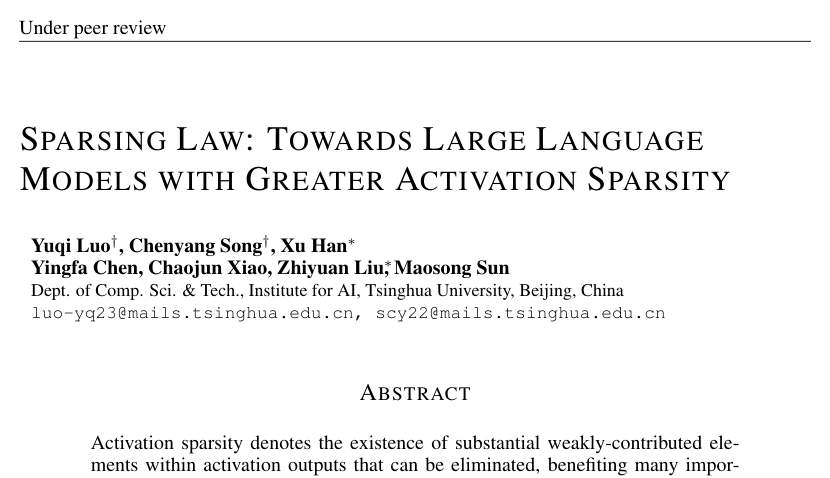 Under peer review
SPARSING LAW: TOWARDS LARGE LANGUAGE
MODELS WITH GREATER ACTIVATION SPARSITY
Yuqi Luo†, Chenyang Song†, Xu Han*
Yingfa Chen, Chaojun Xiao, Zhiyuan Liu,* Maosong Sun
Dept. of Comp. Sci. & Tech., Institute for AI, Tsinghua University, Beijing, China
luo-yq23@mails.tsinghua.edu.cn, scy22@mails.tsinghua.edu.cn
ABSTRACT
Activation sparsity denotes the existence of substantial weakly-contributed ele-
ments within activation outputs that can be eliminated, benefiting many impor-